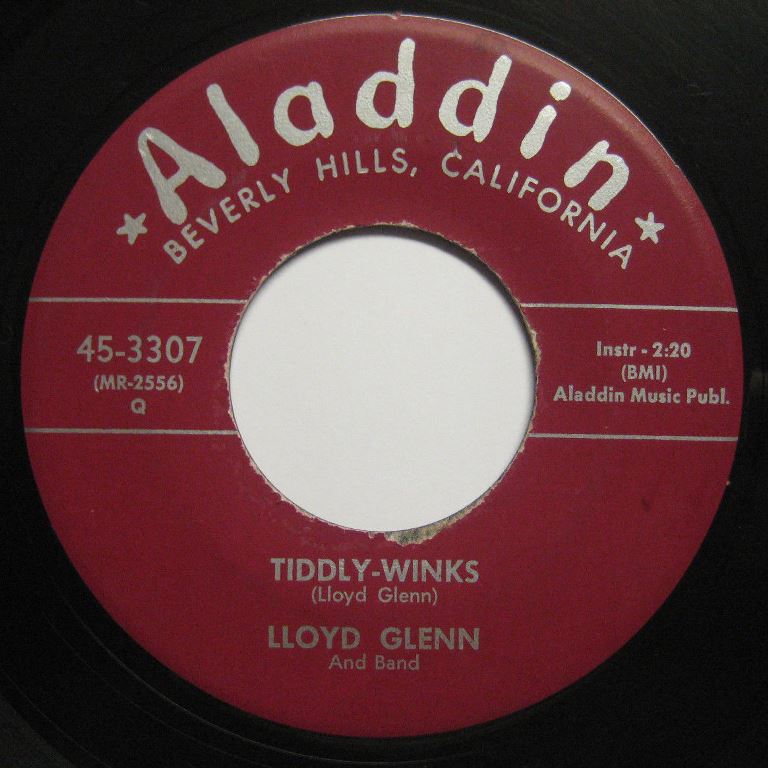 Aladdin
BEVERLY HILLS, CALIFORNIA
45-3307
(MR-2556)
Q
Instr - 2:20
(BMI)
Aladdin Music Publ.
TIDDLY-WINKS
(Lloyd Glenn)
LLOYD GLENN
And Band